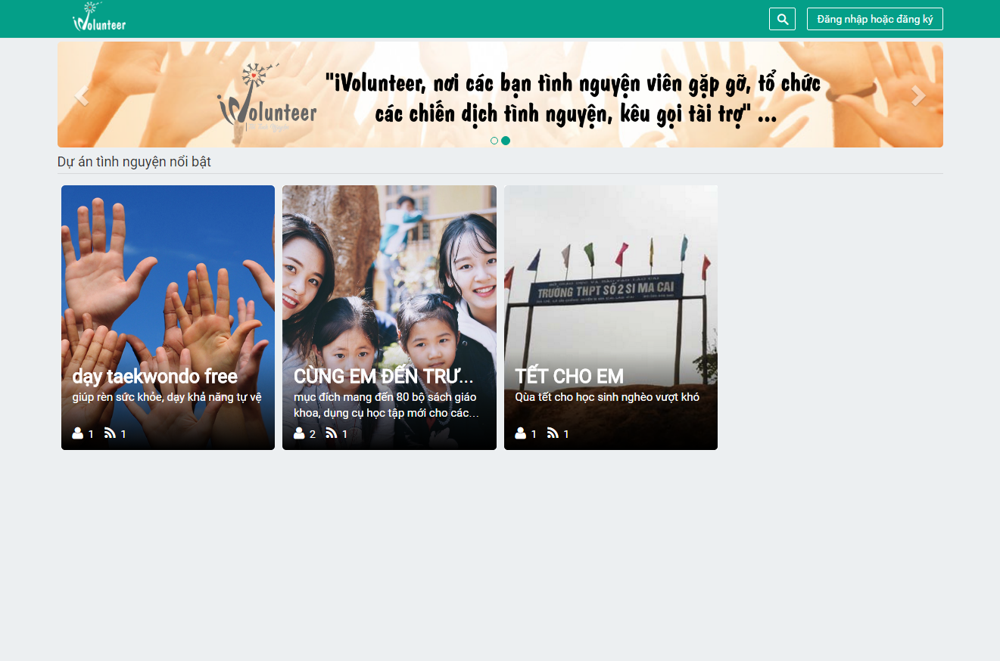 iVolunteer
Đăng nhập hoặc đăng ký
iVolunteer
"iVolunteer, nơi các bạn tình nguyện viên gặp gỡ, tổ chức
các chiến dịch tình nguyện, kêu gọi tài trợ" ...
Dự án tình nguyện nổi bật
dạy taekwondo free
giúp rèn sức khỏe, dạy khả năng tự vệ
1 1
CÙNG EM ĐẾN TRƯ...
mục đích mang đến 80 bộ sách giáo
khoa, dụng cụ học tập mới cho các...
2 1
TRƯỜNG THPT SỐ 2 SI MA CAI
TẾT CHO EM
Qùa tết cho học sinh nghèo vượt khó
1 1